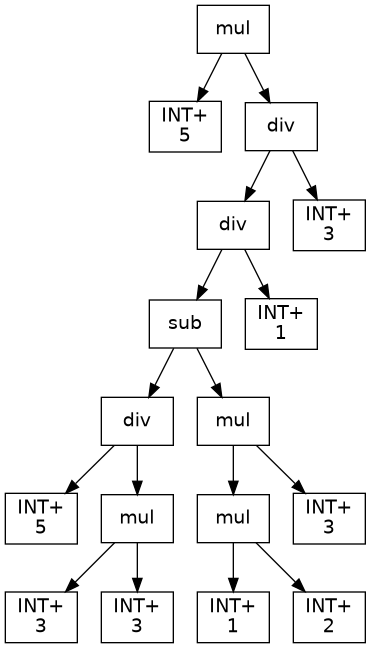 mul
INT+
5
div
div
INT+
3
sub
INT+
1
div
mul
INT+
5
mul
mul
INT+
3
INT+
3
INT+
3
INT+
1
INT+
2